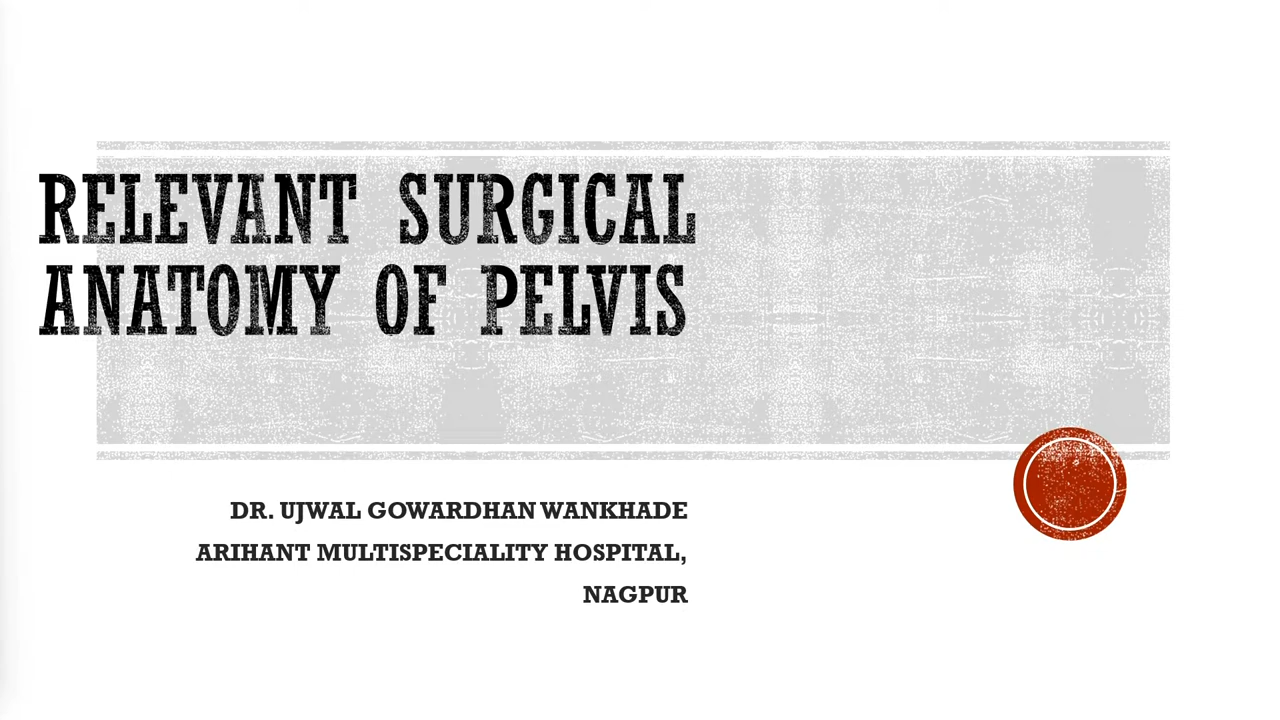 RELEVANT SURGICAL
ANATOMY OF PELVIS
DR. UJWAL GOWARDHAN WANKHADE
ARIHANT MULTISPECIALITY HOSPITAL,
NAGPUR